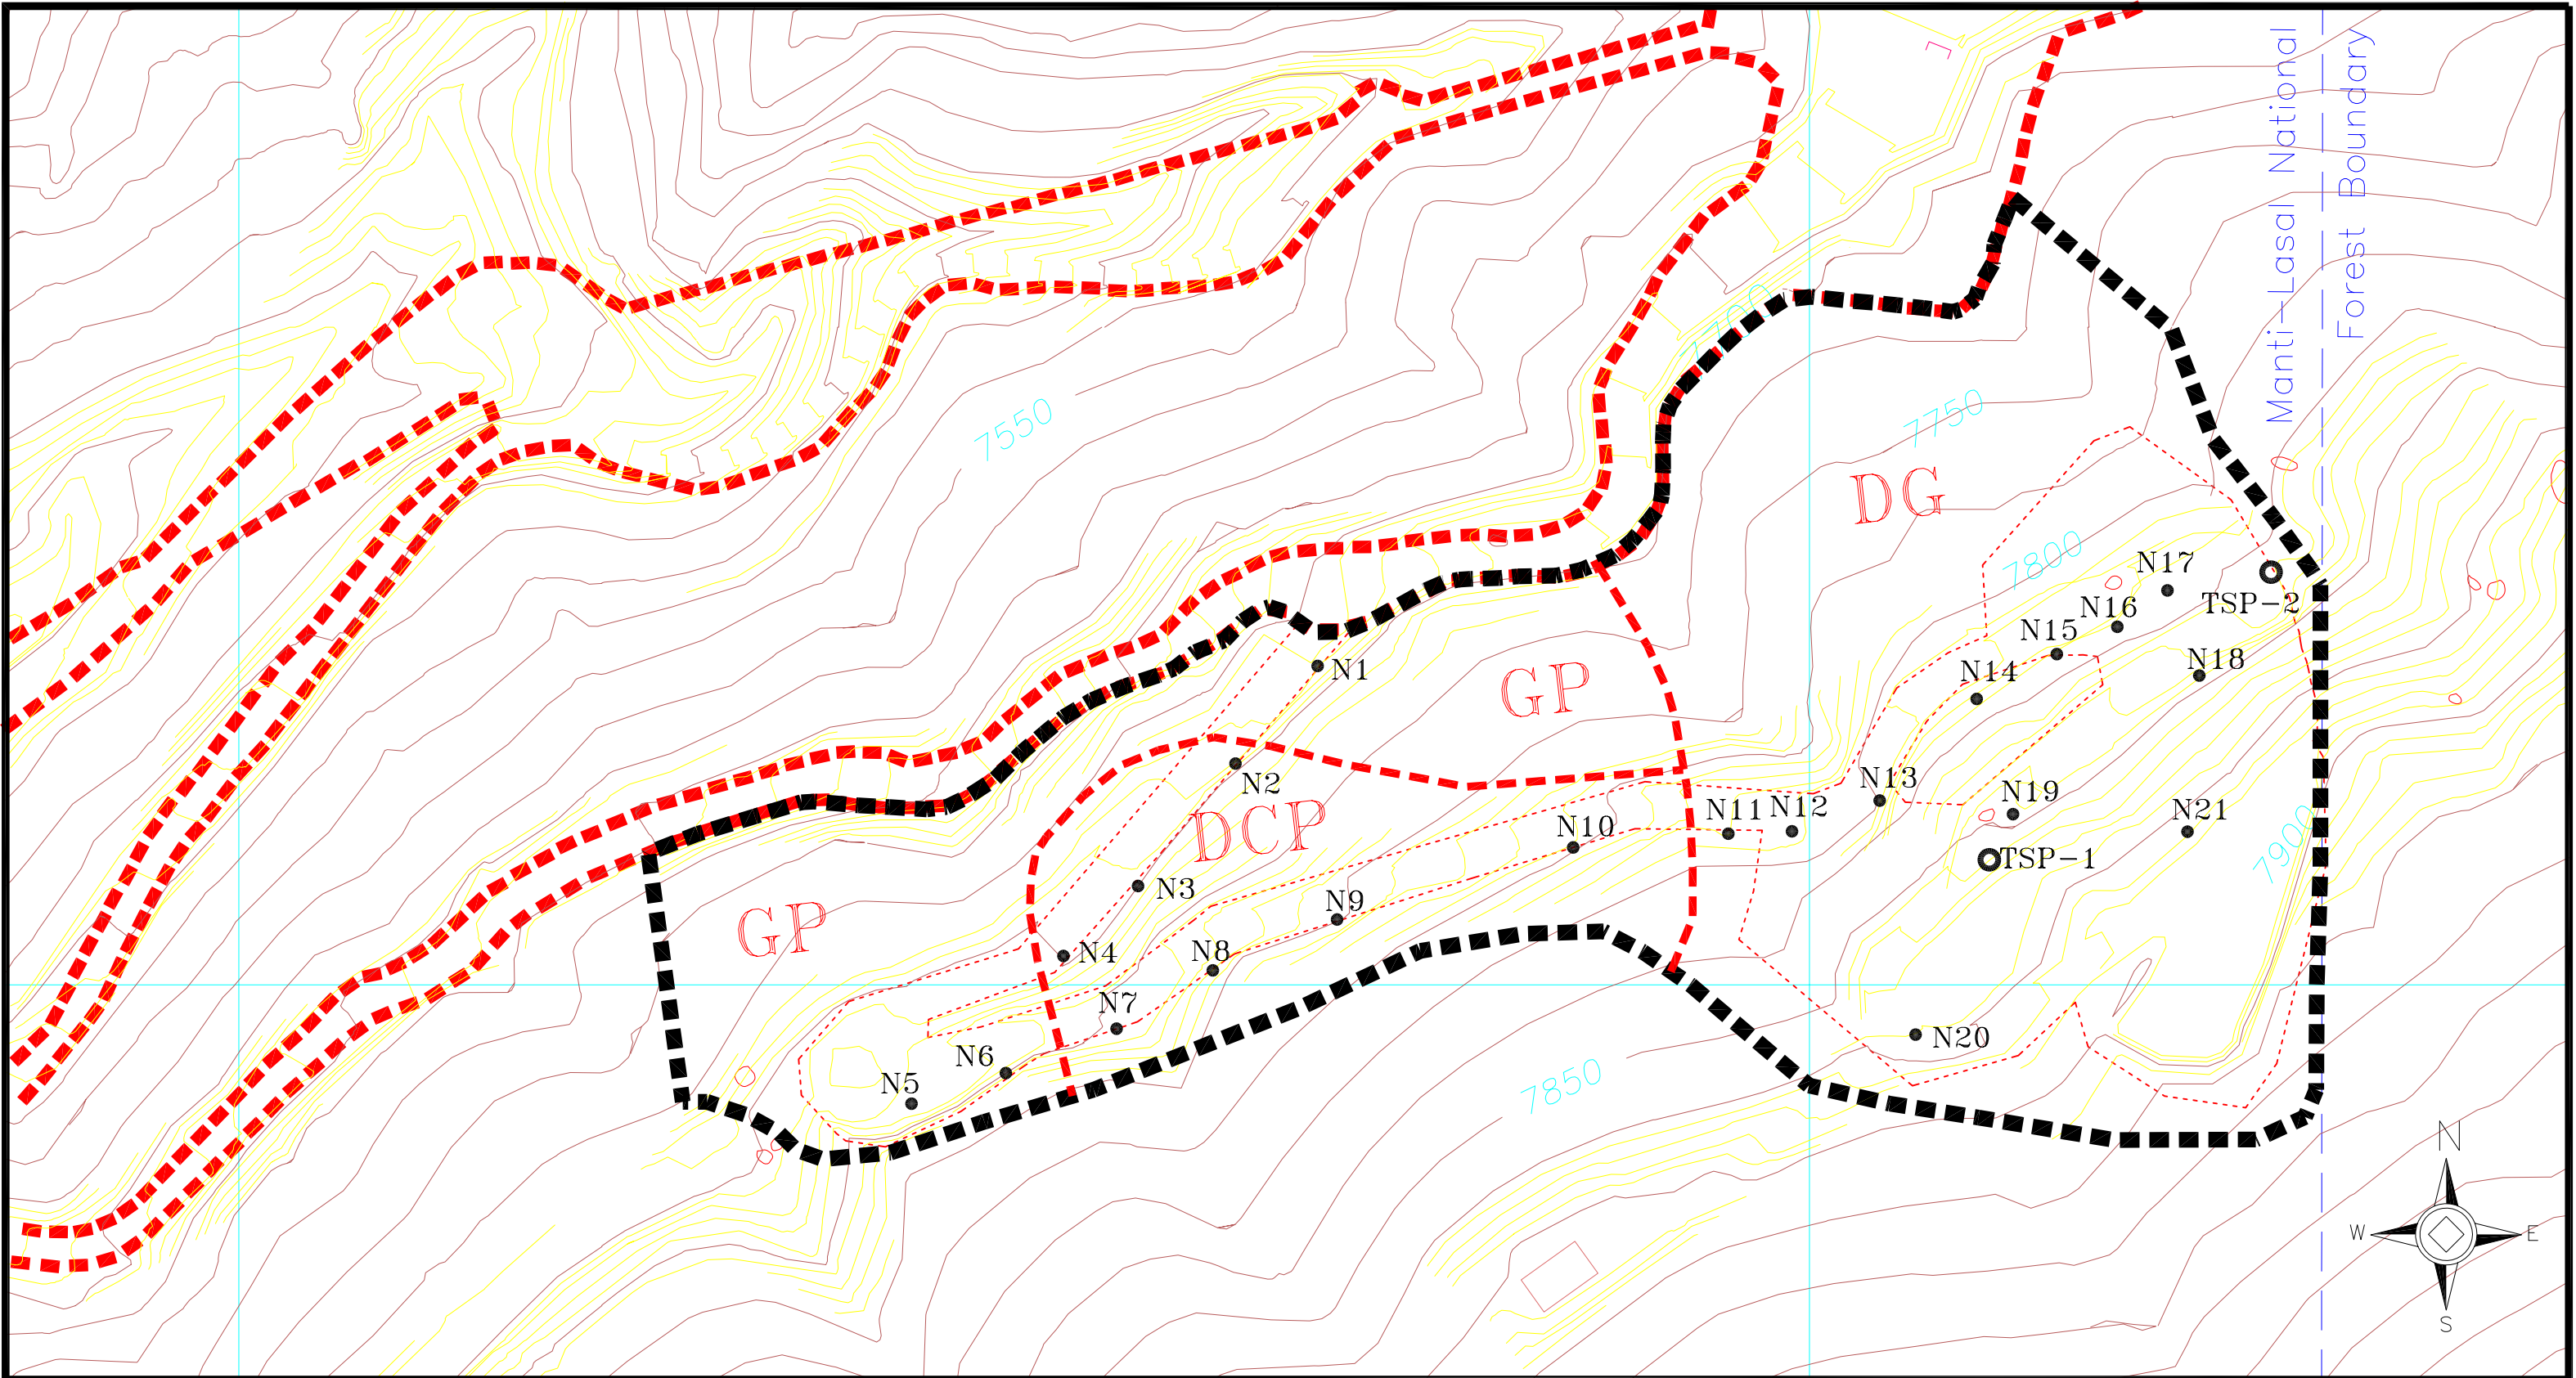 Manti-Lasal National
Forest Boundary
7700
7550
7750
DG
7800
N17
TSP-2
N16
N15
N14
N18
N1
GP
N2
N13
N19
N11
N12
N21
DCP
N10
TSP-1
7900
N3
N9
GP
N4
N8
N7
N20
N6
N5
7850
N
W
E
S